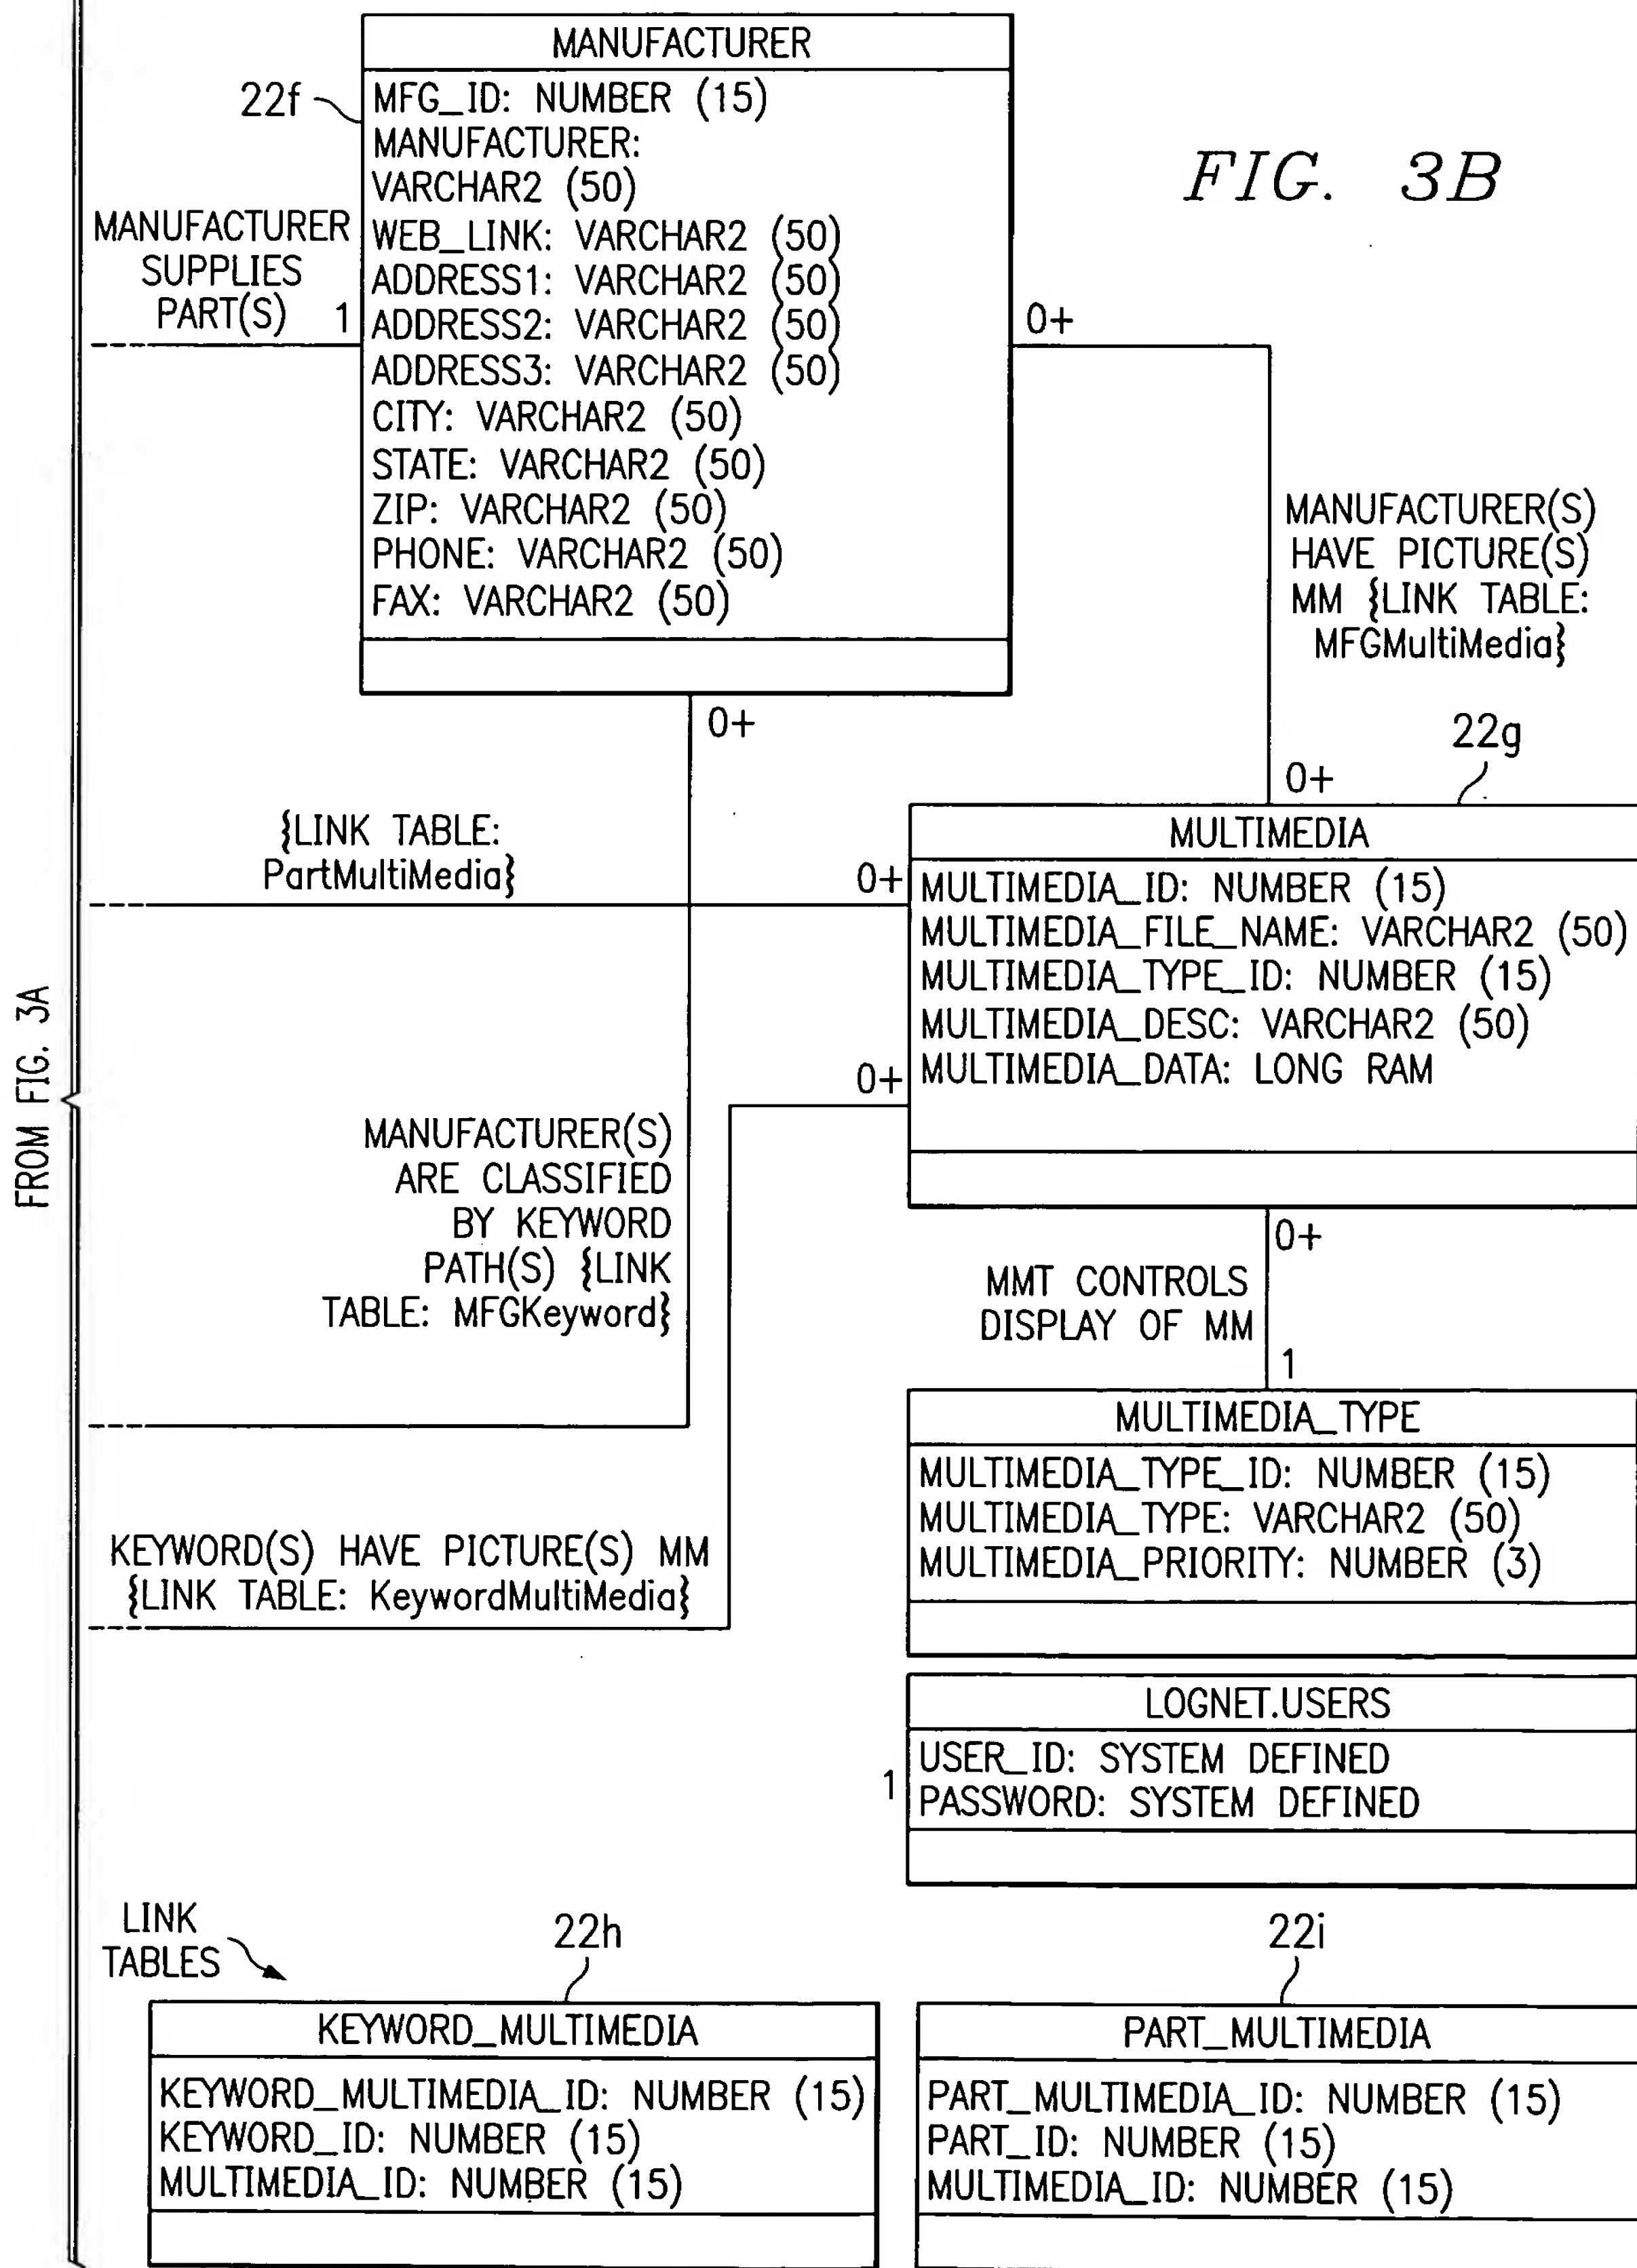 MANUFACTURER
22f
MFG_ID: NUMBER (15)
MANUFACTURER:
VARCHAR2 (50)
WEB_LINK: VARCHAR2 (50)
ADDRESS1: VARCHAR2 (50)
ADDRESS2: VARCHAR2 (50)
ADDRESS3: VARCHAR2 (50)
CITY: VARCHAR2 (50)
STATE: VARCHAR2 (50)
ZIP: VARCHAR2 (50)
PHONE: VARCHAR2 (50)
FAX: VARCHAR2 (50)
FIG. 3B
MANUFACTURER
SUPPLIES
PART(S)
1
0+
MANUFACTURER(S)
HAVE PICTURE(S)
MM {LINK TABLE:
MFGMultiMedia}
0+
22g
0+
{LINK TABLE:
PartMultiMedia}
0+
MULTIMEDIA
MULTIMEDIA_ID: NUMBER (15)
MULTIMEDIA_FILE_NAME: VARCHAR2 (50)
MULTIMEDIA_TYPE_ID: NUMBER (15)
MULTIMEDIA_DESC: VARCHAR2 (50)
MULTIMEDIA_DATA: LONG RAM
0+
FROM FIG. 3A
MANUFACTURER(S)
ARE CLASSIFIED
BY KEYWORD
PATH(S) {LINK
TABLE: MFGKeyword}
0+
MMT CONTROLS
DISPLAY OF MM
1
MULTIMEDIA_TYPE
MULTIMEDIA_TYPE_ID: NUMBER (15)
MULTIMEDIA_TYPE: VARCHAR2 (50)
MULTIMEDIA_PRIORITY: NUMBER (3)
KEYWORD(S) HAVE PICTURE(S) MM
{LINK TABLE: KeywordMultiMedia}
LOGNET.USERS
USER_ID: SYSTEM DEFINED
PASSWORD: SYSTEM DEFINED
1
LINK
TABLES
22h
22i
KEYWORD_MULTIMEDIA
KEYWORD_MULTIMEDIA_ID: NUMBER (15)
KEYWORD_ID: NUMBER (15)
MULTIMEDIA_ID: NUMBER (15)
PART_MULTIMEDIA
PART_MULTIMEDIA_ID: NUMBER (15)
PART_ID: NUMBER (15)
MULTIMEDIA_ID: NUMBER (15)